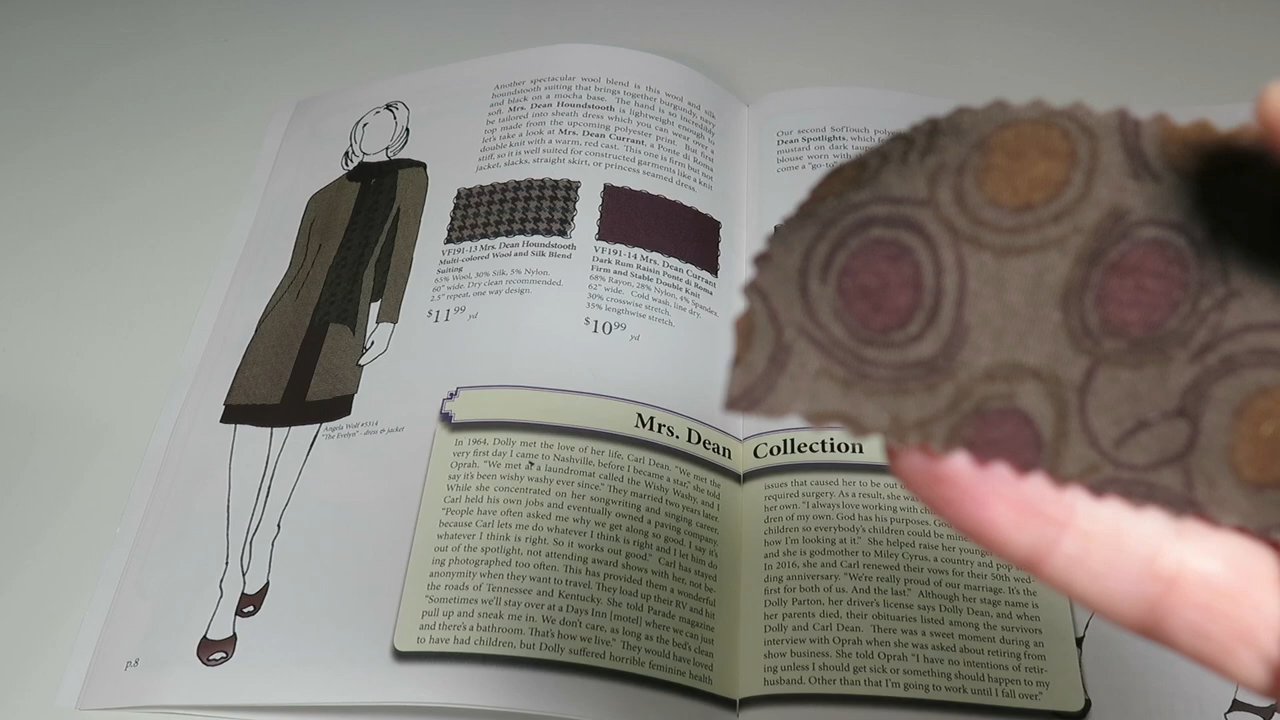 Another spectacular wool blend is this wool and silk
houndstooth suiting that brings together burgundy, navy
and black on a mocha base. The hand is so incredibly
soft. Mrs. Dean Houndstooth is lightweight enough to
be tailored into sheath dress which you can wear over a
top made from the upcoming polyester print. But first
let's take a look at Mrs. Dean Currant, a Ponte di Roma
double knit with a warm, red cast. This one is firm but not
stiff, so it is well suited for constructed garments like a knit
jacket, slacks, straight skirt, or princess seamed dress.
VF191-13 Mrs. Dean Houndstooth
Multi-colored Wool and Silk Blend
Suiting
65% Wool, 30% Silk, 5% Nylon.
60" wide. Dry clean recommended.
2.5" repeat, one way design.
$11.99 yd
VF191-14 Mrs. Dean Currant
Dark Rum Raisin Ponte di Roma
Firm and Stable Double Knit
68% Rayon, 28% Nylon, 4% Spandex.
62" wide. Cold wash, line dry.
30% crosswise stretch.
35% lengthwise stretch.
$10.99 yd
Angela Wolf #5314
"The Evelyn" - dress & jacket
p.8
Our second SofTouch
Dean Spotlights, which
mustard on dark
blouse worn with
come a "go-to"
Mrs. Dean Collection
In 1964, Dolly met the love of her life, Carl Dean. "We met the
very first day I came to Nashville, before I became a star," she told
Oprah. "We met at a laundromat called the Wishy Washy, and I
say it's been wishy washy ever since." They married two years later.
While she concentrated on her songwriting and singing career,
Carl held his own jobs and eventually owned a paving company.
"People have often asked me why we get along so good. I say it's
because Carl lets me do whatever I think is right and I let him do
whatever I think is right. So it works out good." Carl has stayed
out of the spotlight, not attending award shows with her, not be-
ing photographed too often. This has provided them a wonderful
anonymity when they want to travel. They load up their RV and hit
the roads of Tennessee and Kentucky. She told Parade magazine
"Sometimes we'll stay over at a Days Inn [motel] where we can just
pull up and sneak me in. We don't care, as long as the bed's clean
and there's a bathroom. That's how we live." They would have loved
to have had children, but Dolly suffered horrible feminine health
issues that caused her to be out
required surgery. As a result, she was
her own. "I always love working with
dren of my own. God has his purposes. God
children so everybody's children could be mine
how I'm looking at it." She helped raise her younger
and she is godmother to Miley Cyrus, a country and pop
In 2016, she and Carl renewed their vows for their 50th wed-
ding anniversary. "We're really proud of our marriage. It's the
first for both of us. And the last." Although her stage name is
Dolly Parton, her driver's license says Dolly Dean, and when
her parents died, their obituaries listed among the survivors
Dolly and Carl Dean. There was a sweet moment during an
interview with Oprah when she was asked about retiring from
show business. She told Oprah "I have no intentions of retir-
ing unless I should get sick or something should happen to my
husband. Other than that I'm going to work until I fall over."